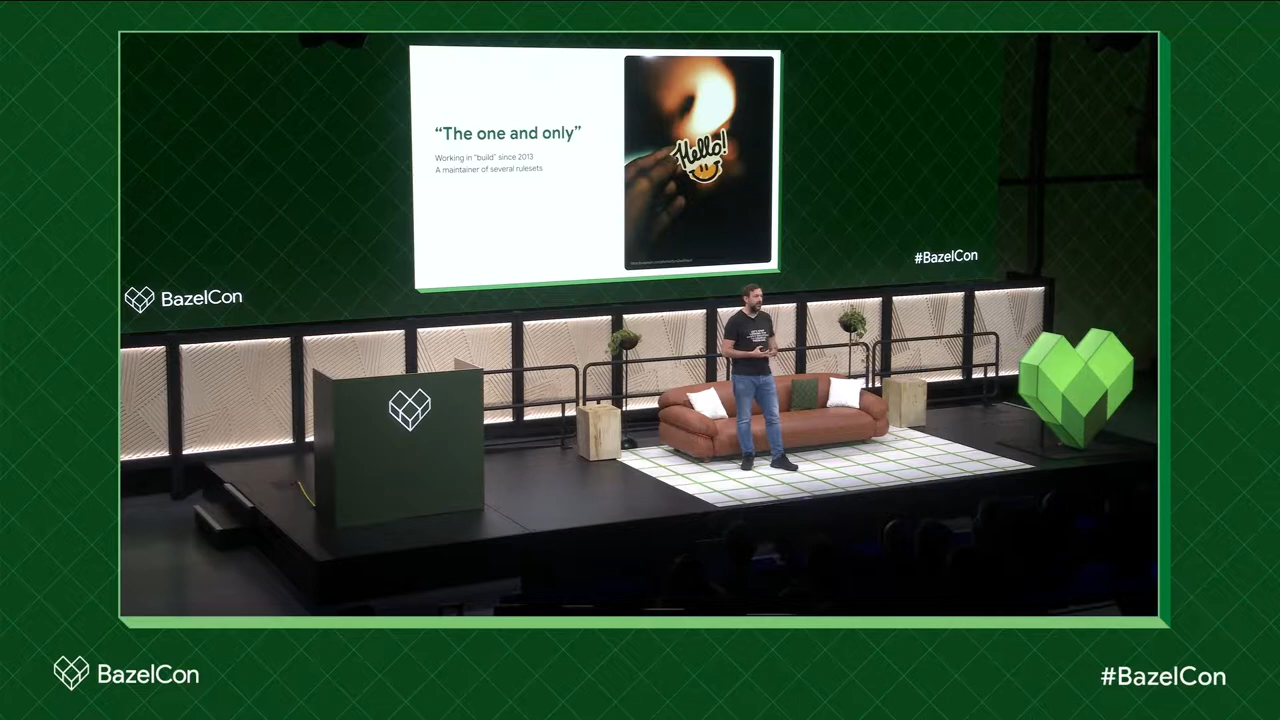 “The one and only”
Working in “build” since 2013
A maintainer of several rulesets
Hello!
#BazelCon
BazelCon
BazelCon
#BazelCon